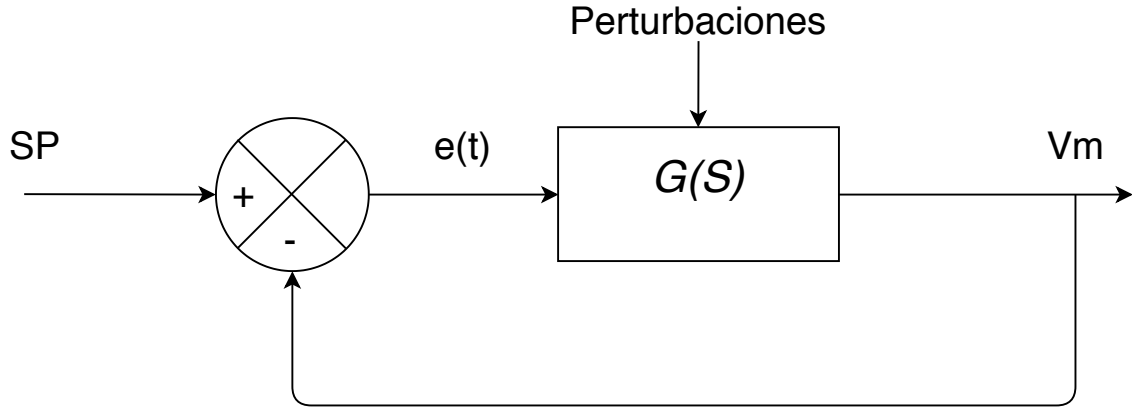 Perturbaciones
SP
e(t)
G(S)
Vm
+
-